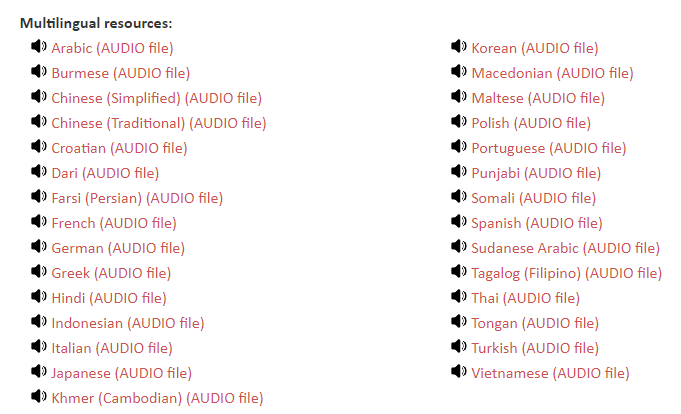 Multilingual resources:
Arabic (AUDIO file)
Burmese (AUDIO file)
Chinese (Simplified) (AUDIO file)
Chinese (Traditional) (AUDIO file)
Croatian (AUDIO file)
Dari (AUDIO file)
Farsi (Persian) (AUDIO file)
French (AUDIO file)
German (AUDIO file)
Greek (AUDIO file)
Hindi (AUDIO file)
Indonesian (AUDIO file)
Italian (AUDIO file)
Japanese (AUDIO file)
Khmer (Cambodian) (AUDIO file)
Korean (AUDIO file)
Macedonian (AUDIO file)
Maltese (AUDIO file)
Polish (AUDIO file)
Portuguese (AUDIO file)
Punjabi (AUDIO file)
Somali (AUDIO file)
Spanish (AUDIO file)
Sudanese Arabic (AUDIO file)
Tagalog (Filipino) (AUDIO file)
Thai (AUDIO file)
Tongan (AUDIO file)
Turkish (AUDIO file)
Vietnamese (AUDIO file)